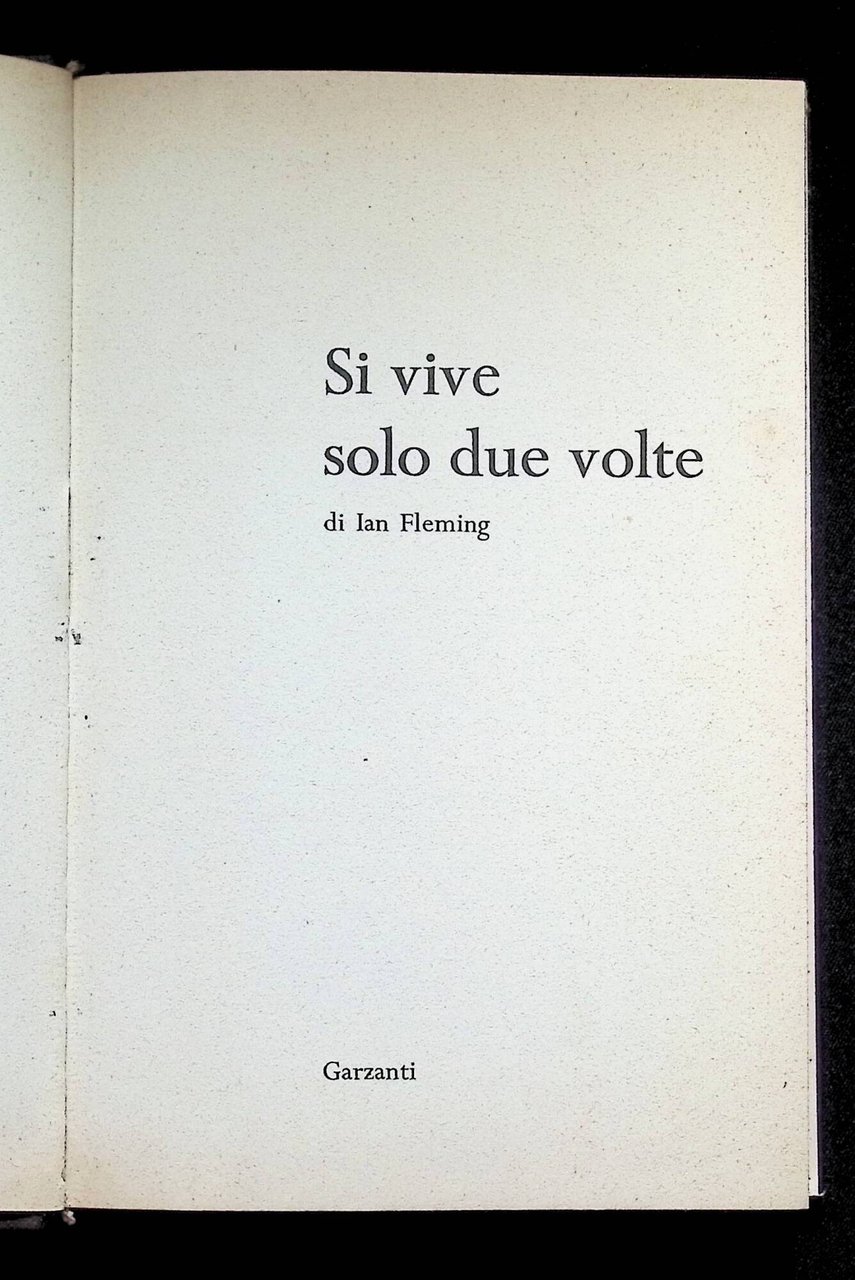 Si vive
solo due volte
di Ian Fleming
Garzanti